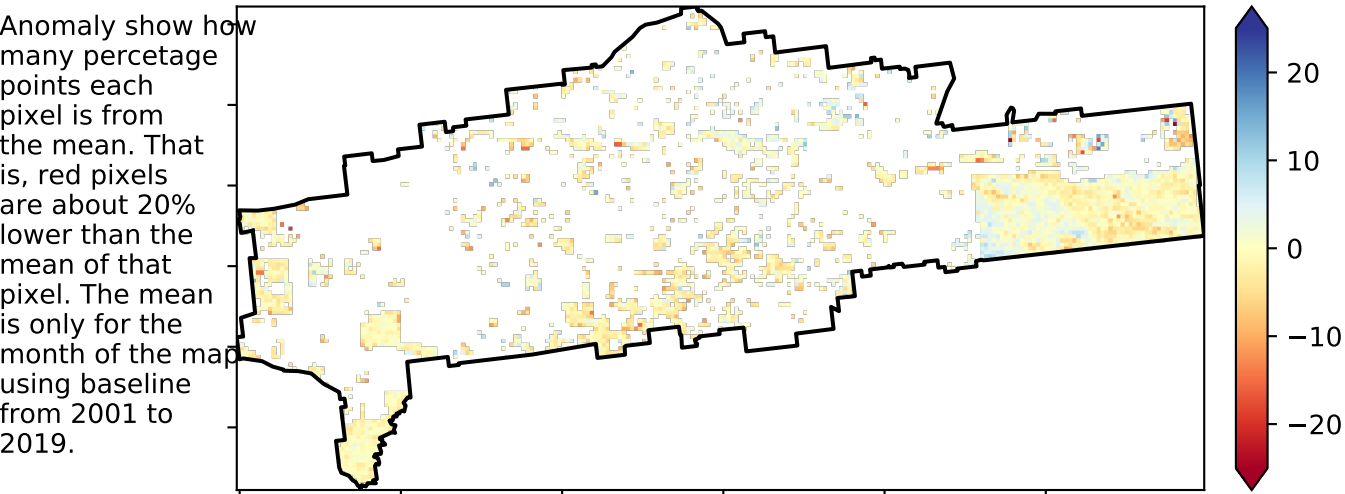 Anomaly show how
many percetage
points each
pixel is from
the mean. That
is, red pixels
are about 20%
lower than the
mean of that
pixel. The mean
is only for the
month of the map
using baseline
from 2001 to
2019.
20
10
0
−10
−20